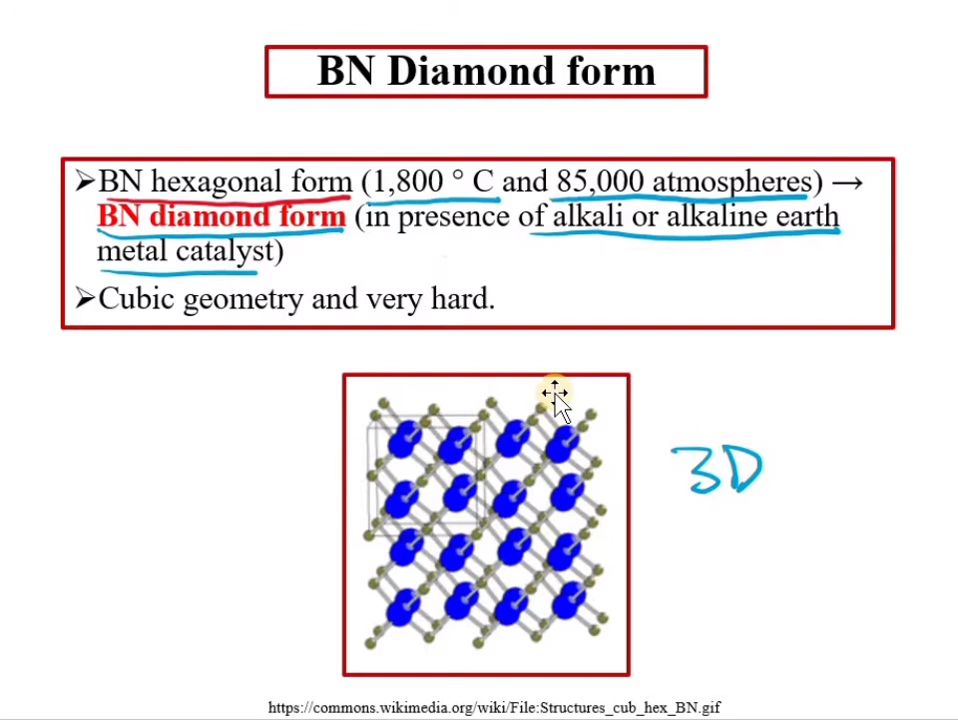 BN Diamond form
➢BN hexagonal form (1,800 ° C and 85,000 atmospheres) →
BN diamond form (in presence of alkali or alkaline earth
metal catalyst)
➢Cubic geometry and very hard.
3D
https://commons.wikimedia.org/wiki/File:Structures_cub_hex_BN.gif